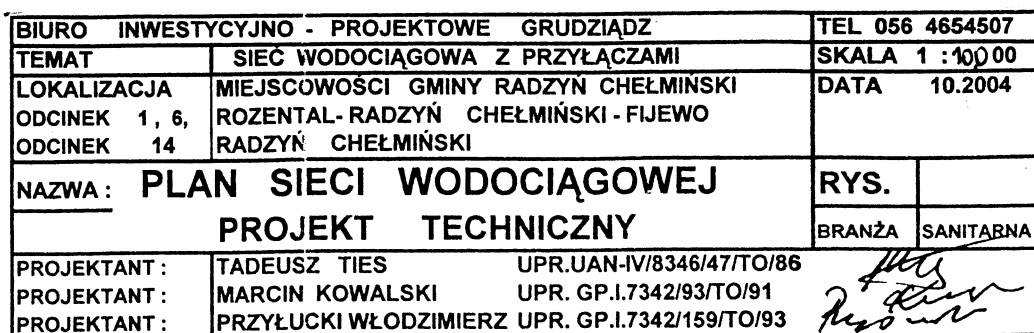 BIURO INWESTYCYJNO - PROJEKTOWE GRUDZIĄDZ TEL 056 4654507
TEMAT SIEĆ WODOCIĄGOWA Z PRZYŁĄCZAMI SKALA 1 :10000
LOKALIZACJA MIEJSCOWOŚCI GMINY RADZYŃ CHEŁMIŃSKI DATA 10.2004
ODCINEK 1, 6, ROZENTAL- RADZYŃ CHEŁMIŃSKI - FIJEWO
ODCINEK 14 RADZYŃ CHEŁMIŃSKI
NAZWA : PLAN SIECI WODOCIĄGOWEJ RYS.
PROJEKT TECHNICZNY BRANŻA SANITARNA
PROJEKTANT : TADEUSZ TIES UPR.UAN-IV/8346/47/TO/86
PROJEKTANT : MARCIN KOWALSKI UPR. GP.I.7342/93/TO/91
PROJEKTANT : PRZYŁUCKI WŁODZIMIERZ UPR. GP.I.7342/159/TO/93